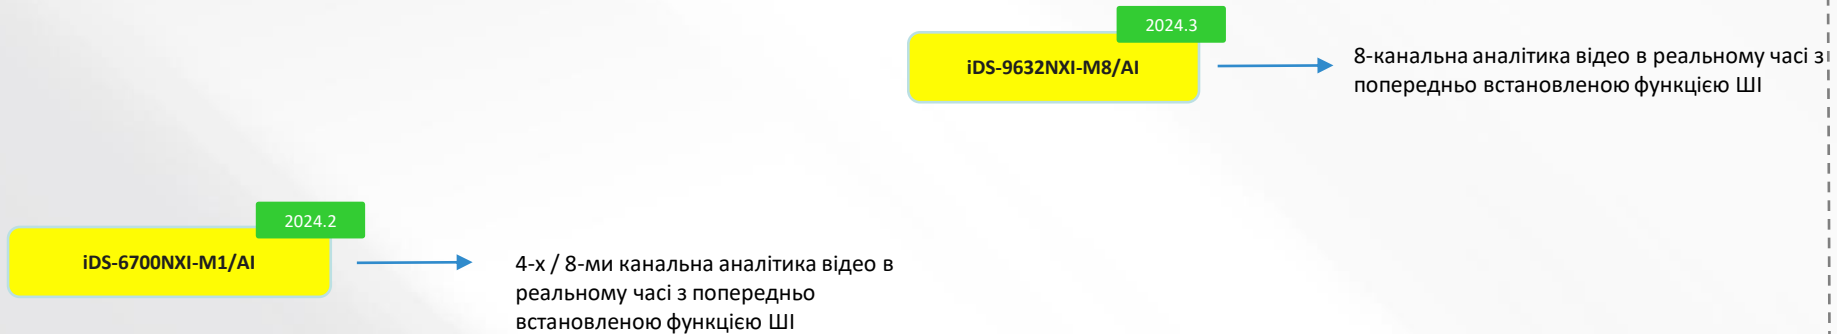 2024.3
iDS-9632NXI-M8/AI
8-канальна аналітика відео в реальному часі з
попередньо встановленою функцією ШІ
2024.2
iDS-6700NXI-M1/AI
4-х / 8-ми канальна аналітика відео в
реальному часі з попередньо
встановленою функцією ШІ